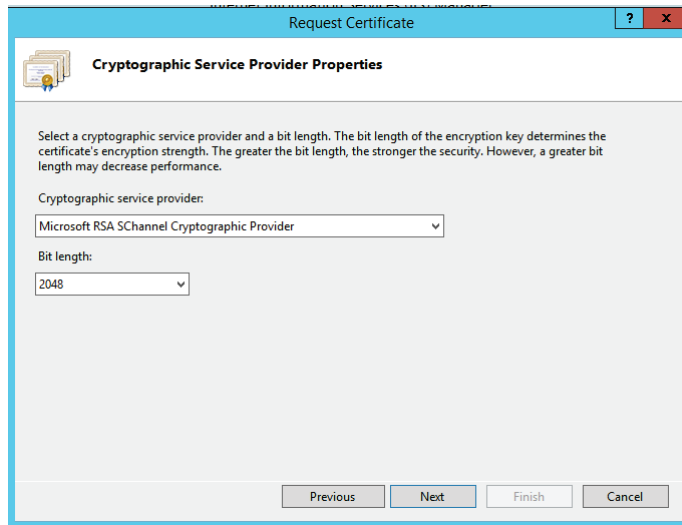 Request Certificate
?
x
Cryptographic Service Provider Properties
Select a cryptographic service provider and a bit length. The bit length of the encryption key determines the
certificate's encryption strength. The greater the bit length, the stronger the security. However, a greater bit
length may decrease performance.
Cryptographic service provider:
Microsoft RSA SChannel Cryptographic Provider
Bit length:
2048
Previous
Next
Finish
Cancel